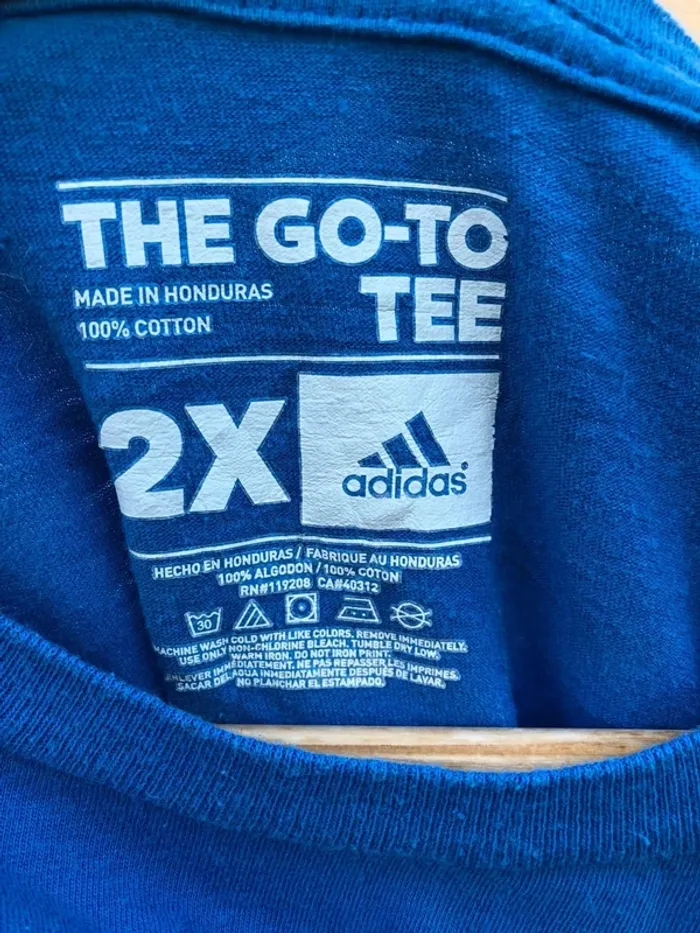 THE GO-TO
TEE
MADE IN HONDURAS
100% COTTON
2X
adidas®
HECHO EN HONDURAS / FABRIQUE AU HONDURAS
100% ALGODON / 100% COTON
RN#119208 CA#40312
30
MACHINE WASH COLD WITH LIKE COLORS. REMOVE IMMEDIATELY.
USE ONLY NON-CHLORINE BLEACH. TUMBLE DRY LOW.
WARM IRON. DO NOT IRON PRINT.
ENLEVER IMMÉDIATEMENT. NE PAS REPASSER LES IMPRIMES.
SACAR DEL AGUA INMEDIATAMENTE DESPUÉS DE LAVAR.
NO PLANCHAR EL ESTAMPADO.